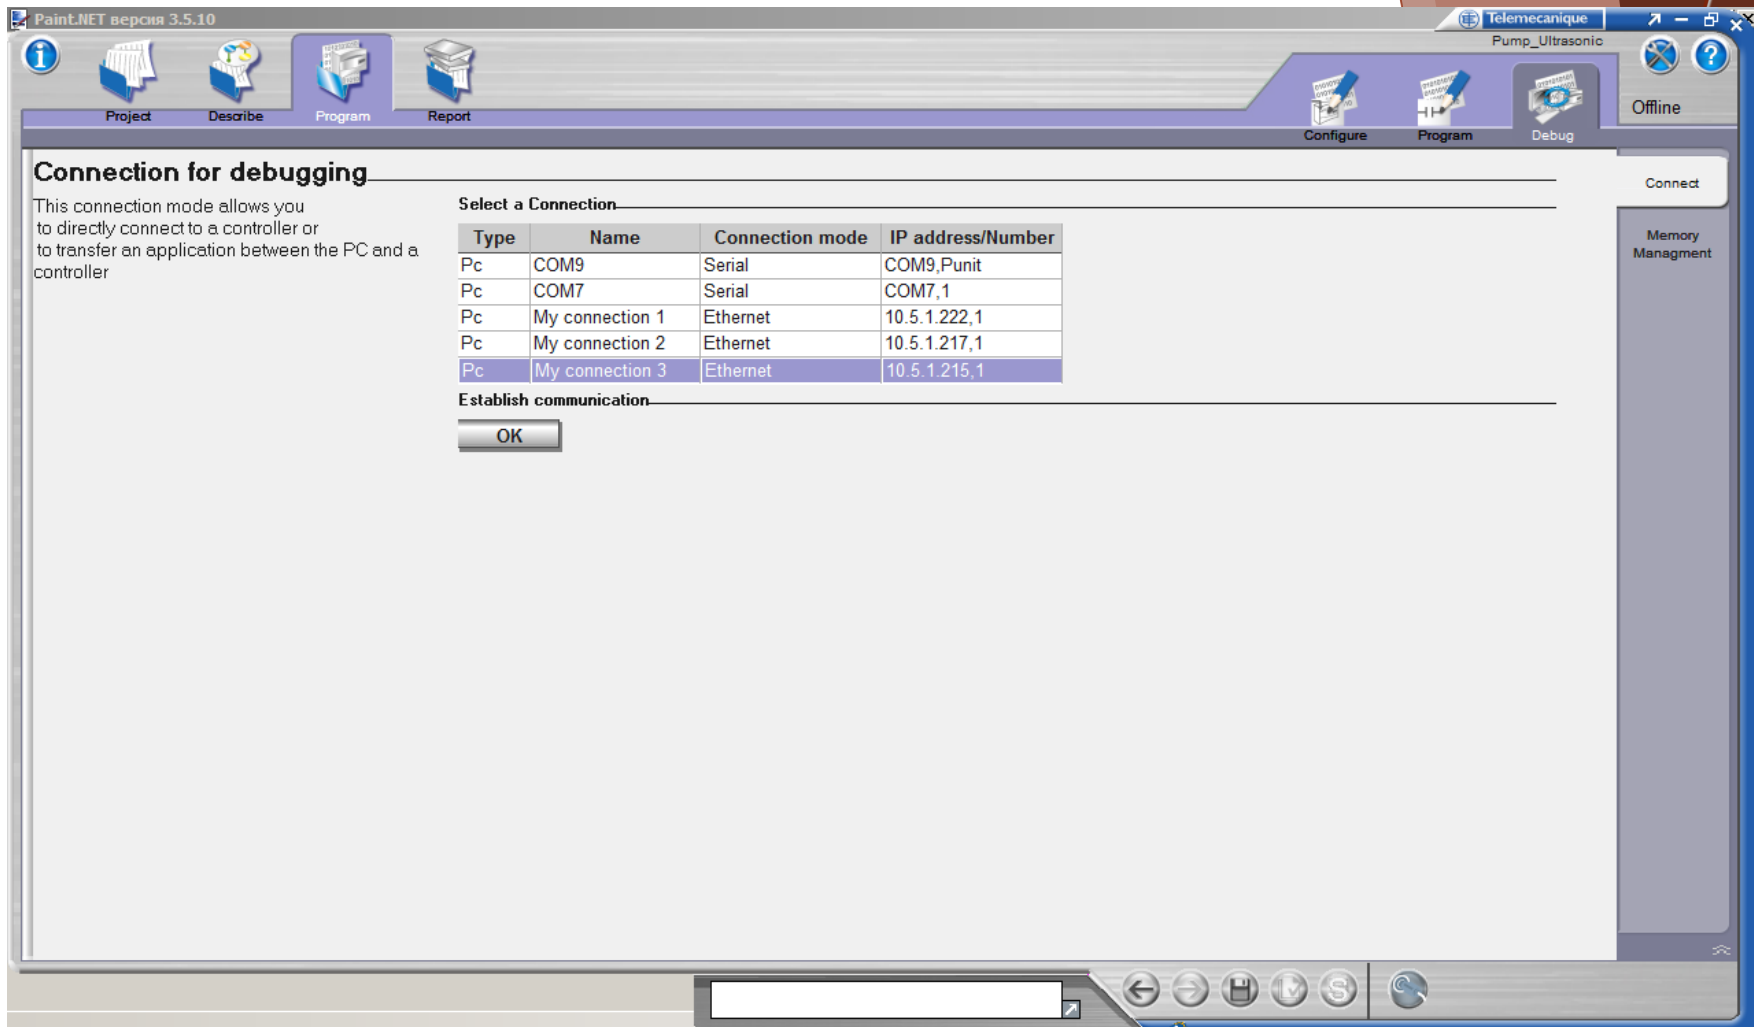 Paint.NET версия 3.5.10
Telemecanique
Pump_Ultrasonic
Project
Describe
Program
Report
Configure
Program
Debug
Offline
Connection for debugging
This connection mode allows you
to directly connect to a controller or
to transfer an application between the PC and a
controller
Select a Connection
Type Name Connection mode IP address/Number
Pc COM9 Serial COM9,Punit
Pc COM7 Serial COM7,1
Pc My connection 1 Ethernet 10.5.1.222,1
Pc My connection 2 Ethernet 10.5.1.217,1
Pc My connection 3 Ethernet 10.5.1.215,1
Establish communication
OK
Connect
Memory
Managment